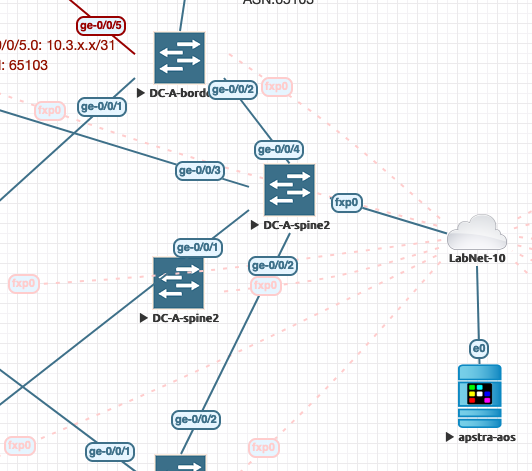 ASN:65103
ge-0/0/5
0/0/5.0: 10.3.x.x/31
: 65103
DC-A-borde
ge-0/0/2
fxp0
ge-0/0/1
fxp0
ge-0/0/4
ge-0/0/3
fxp0
DC-A-spine2
ge-0/0/1
LabNet-10
ge-0/0/2
fxp0
fxp0
DC-A-spine2
e0
ge-0/0/2
apstra-aos
fxp0
fxp0
ge-0/0/1